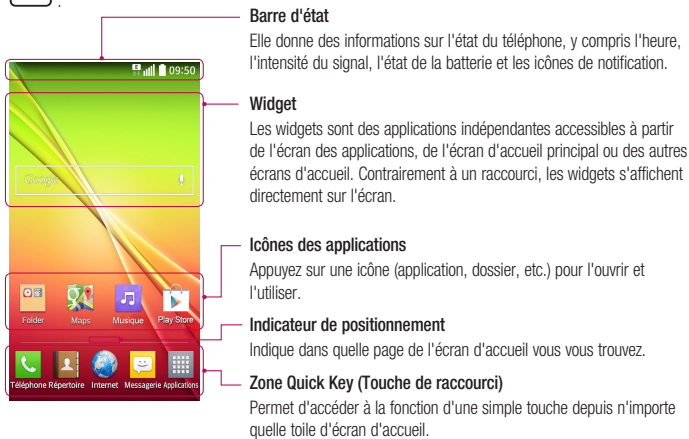 .
Barre d'état
Elle donne des informations sur l'état du téléphone, y compris l'heure,
l'intensité du signal, l'état de la batterie et les icônes de notification.
E
09:50
Widget
Les widgets sont des applications indépendantes accessibles à partir
de l'écran des applications, de l'écran d'accueil principal ou des autres
écrans d'accueil. Contrairement à un raccourci, les widgets s'affichent
directement sur l'écran.
Google
Icônes des applications
Appuyez sur une icône (application, dossier, etc.) pour l'ouvrir et
l'utiliser.
Folder Maps Musique Play Store
Indicateur de positionnement
Indique dans quelle page de l'écran d'accueil vous vous trouvez.
Téléphone Répertoire Internet Messagerie Applications
Zone Quick Key (Touche de raccourci)
Permet d'accéder à la fonction d'une simple touche depuis n'importe
quelle toile d'écran d'accueil.